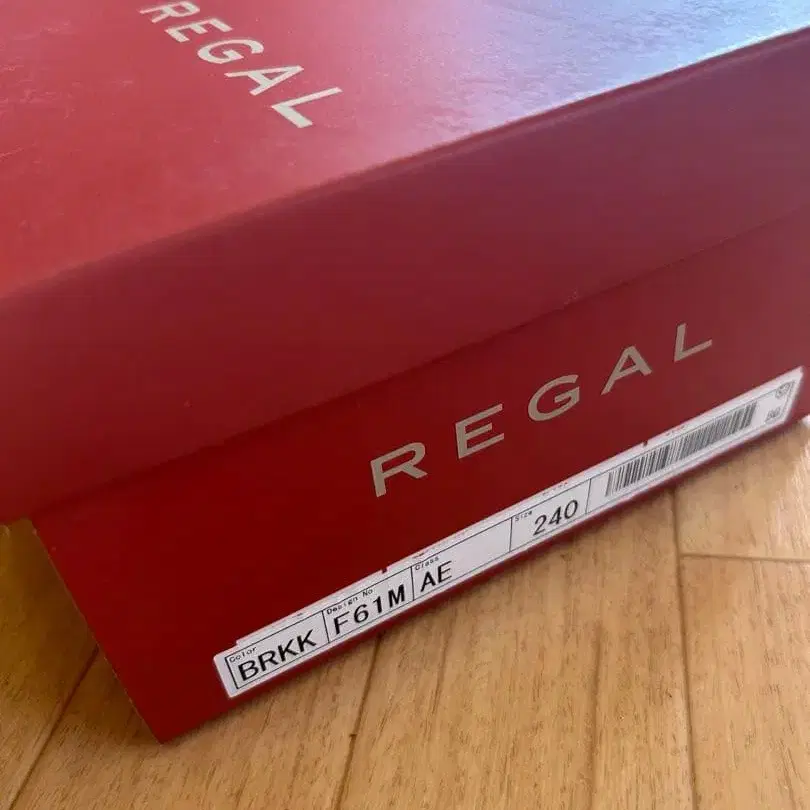 REGAL
REGAL
Color Design No Class Size
BRKK F61M AE 240